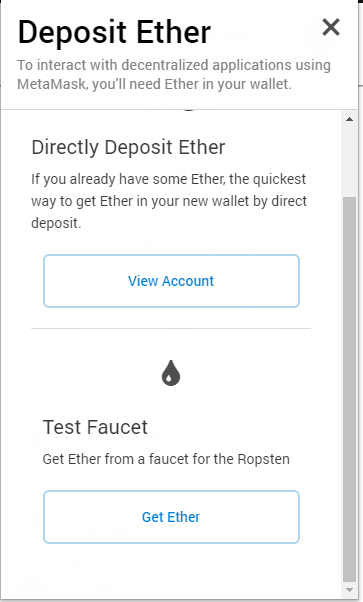 Deposit Ether
To interact with decentralized applications using
MetaMask, you'll need Ether in your wallet.
Directly Deposit Ether
If you already have some Ether, the quickest
way to get Ether in your new wallet by direct
deposit.
View Account
Test Faucet
Get Ether from a faucet for the Ropsten
Get Ether